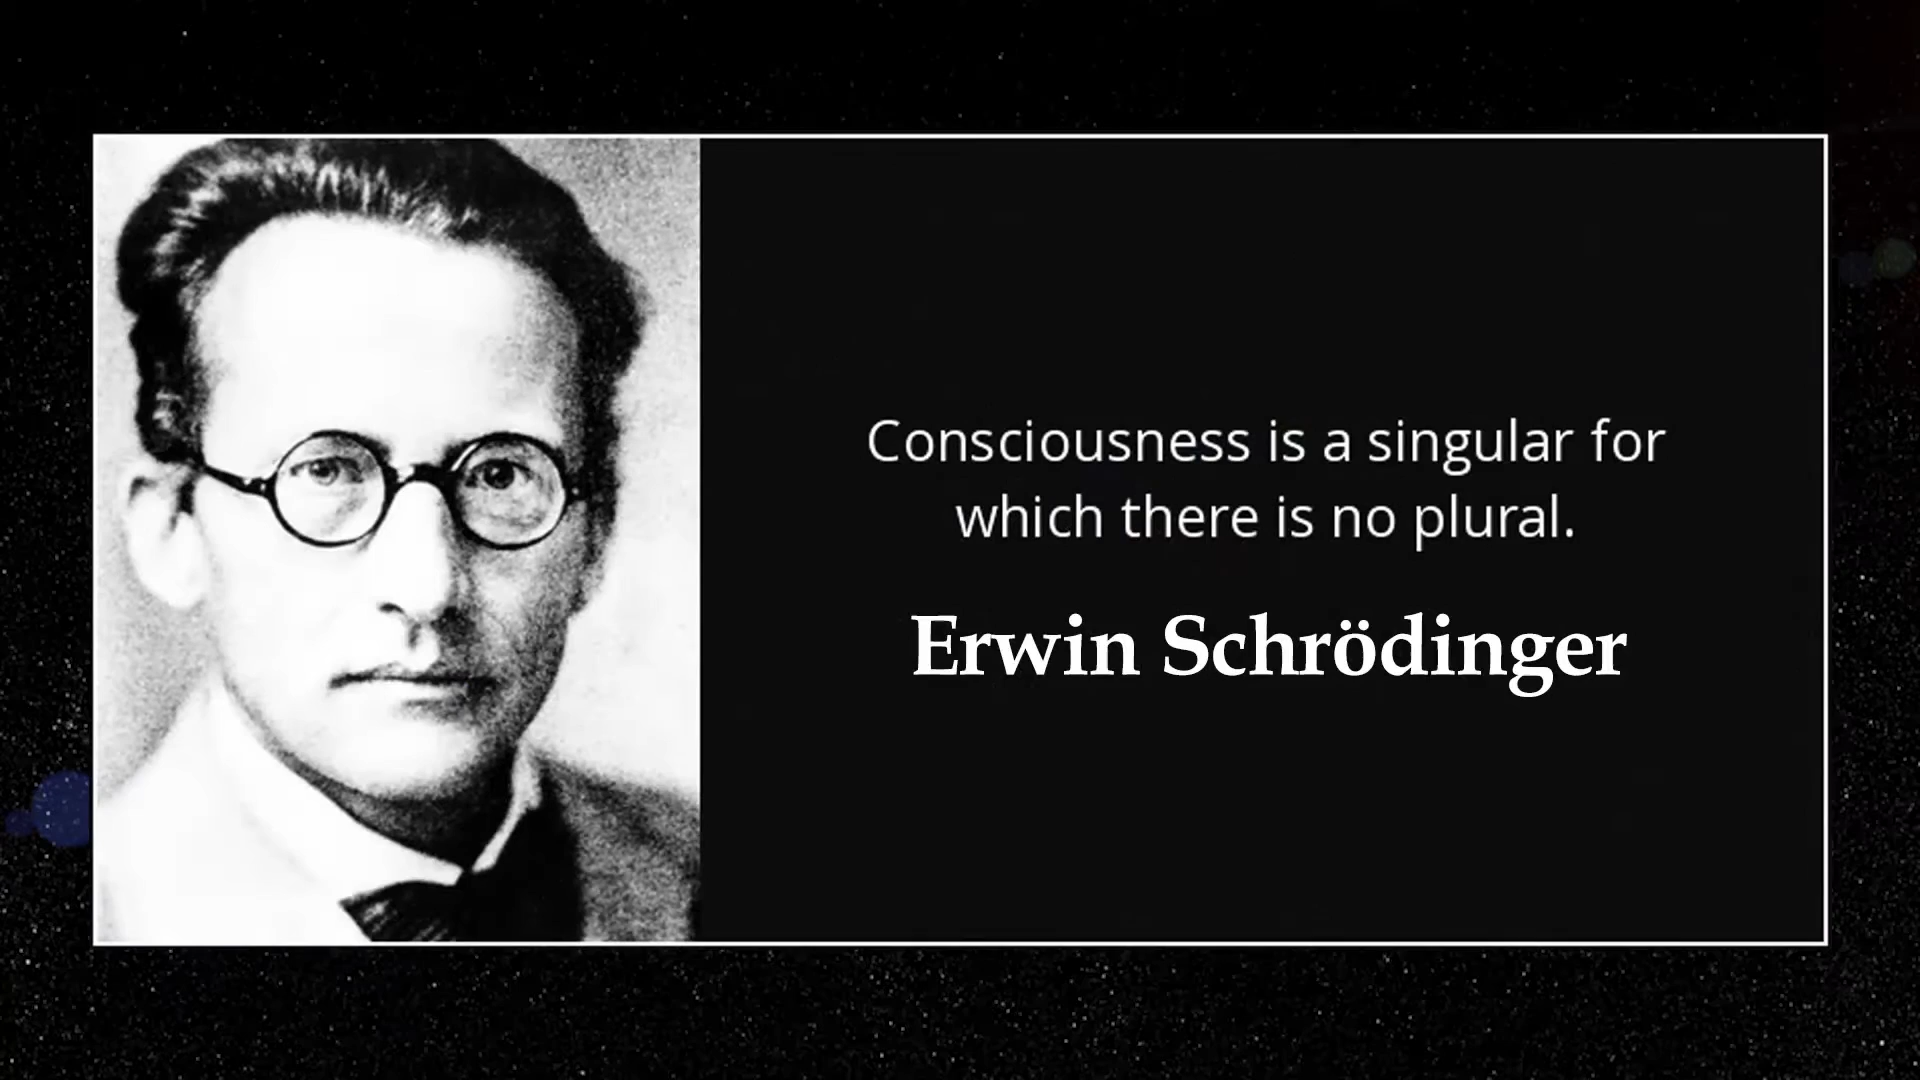 Consciousness is a singular for
which there is no plural.
Erwin Schrödinger